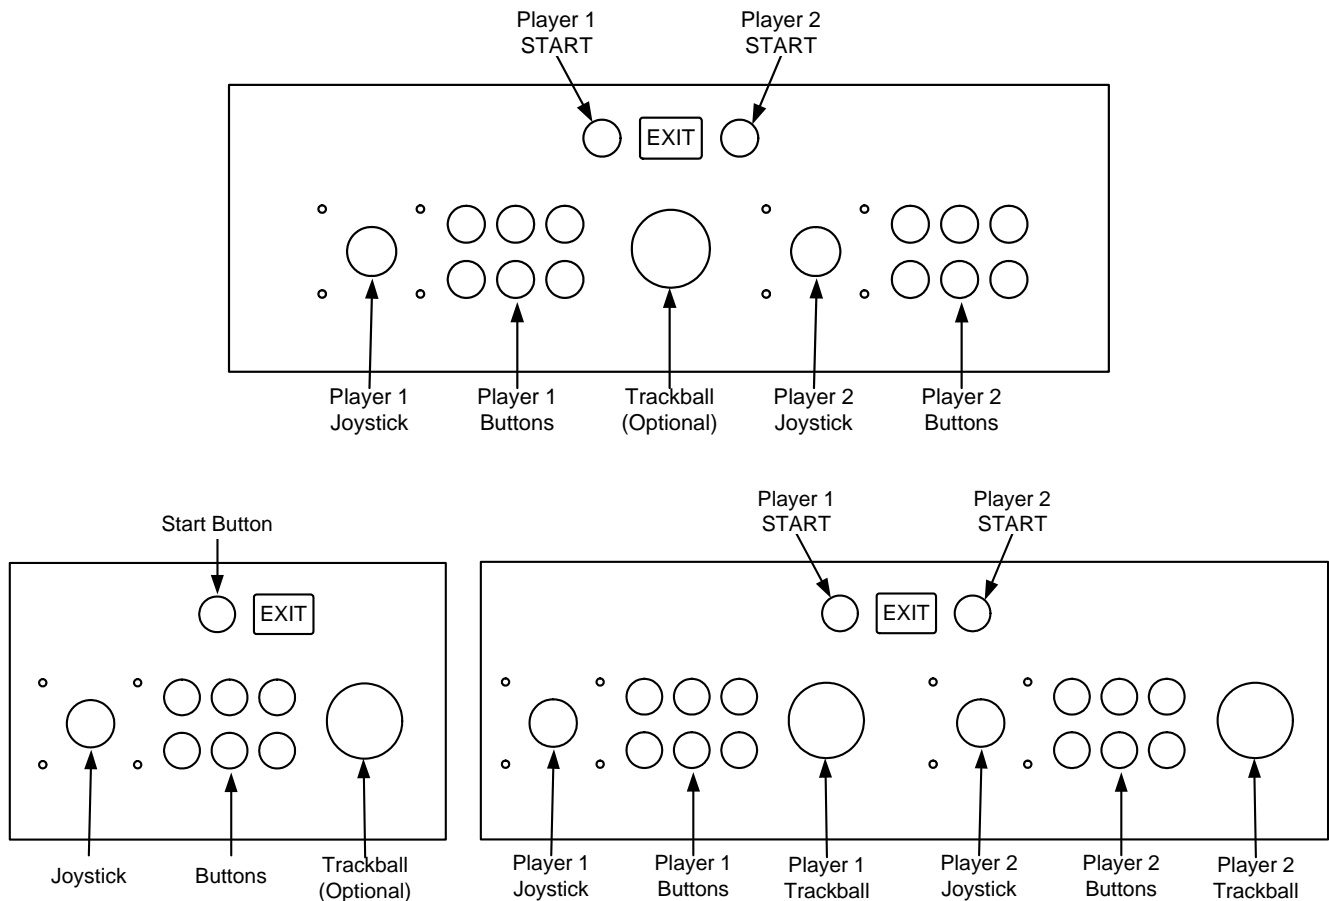 Player 1
START
Player 2
START
EXIT
Player 1
Joystick
Player 1
Buttons
Trackball
(Optional)
Player 2
Joystick
Player 2
Buttons
Start Button
EXIT
Joystick
Buttons
Trackball
(Optional)
Player 1
START
Player 2
START
EXIT
Player 1
Joystick
Player 1
Buttons
Player 1
Trackball
Player 2
Joystick
Player 2
Buttons
Player 2
Trackball